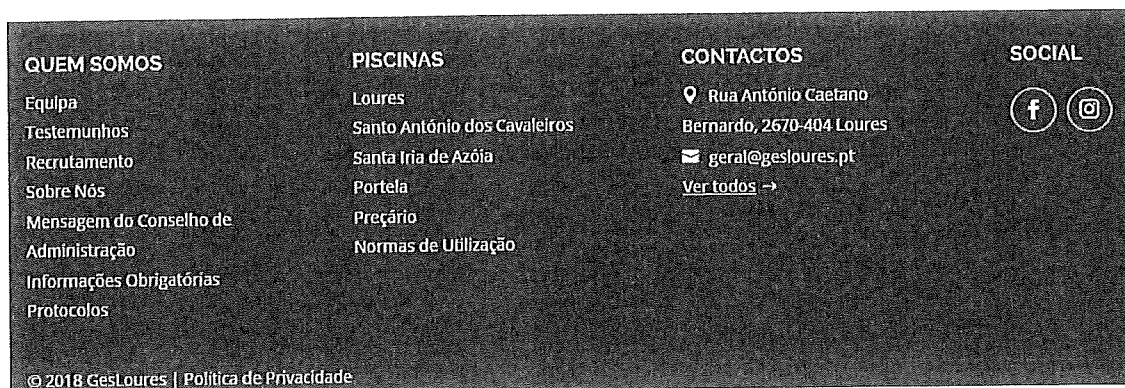 QUEM SOMOS
Equipa
Testemunhos
Recrutamento
Sobre Nós
Mensagem do Conselho de
Administração
Informações Obrigatórias
Protocolos
PISCINAS
Loures
Santo António dos Cavaleiros
Santa Iria de Azóia
Portela
Preçário
Normas de Utilização
CONTACTOS
Rua António Caetano
Bernardo, 2670-404 Loures
geral@gesloures.pt
Ver todos →
SOCIAL
© 2018 GesLoures | Política de Privacidade